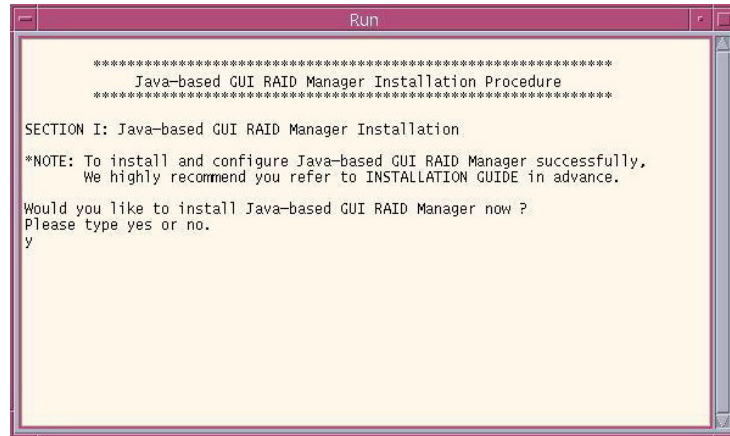 Run
**************************************************************
Java-based GUI RAID Manager Installation Procedure
**************************************************************
SECTION I: Java-based GUI RAID Manager Installation
*NOTE: To install and configure Java-based GUI RAID Manager successfully,
We highly recommend you refer to INSTALLATION GUIDE in advance.
Would you like to install Java-based GUI RAID Manager now ?
Please type yes or no.
y